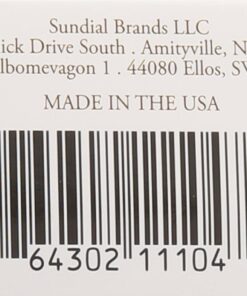 Sundial Brands LLC
ick Drive South . Amityville, N
lbomevagon 1 . 44080 Ellos, SV
MADE IN THE USA
64302 11104